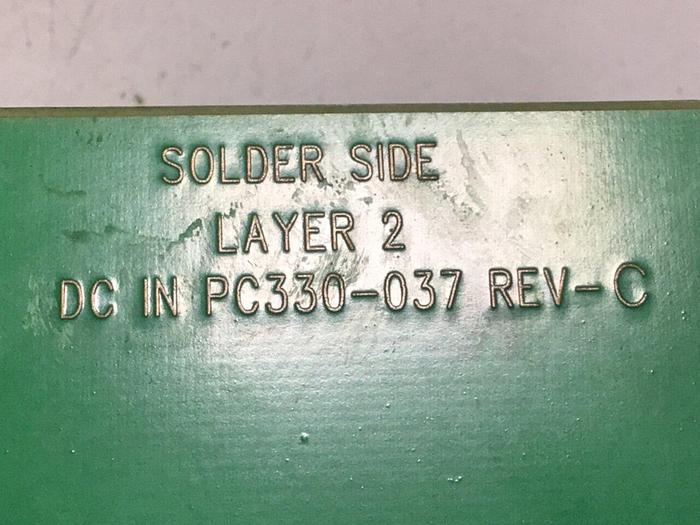 SOLDER SIDE
LAYER 2
DC IN PC330-037 REV-C